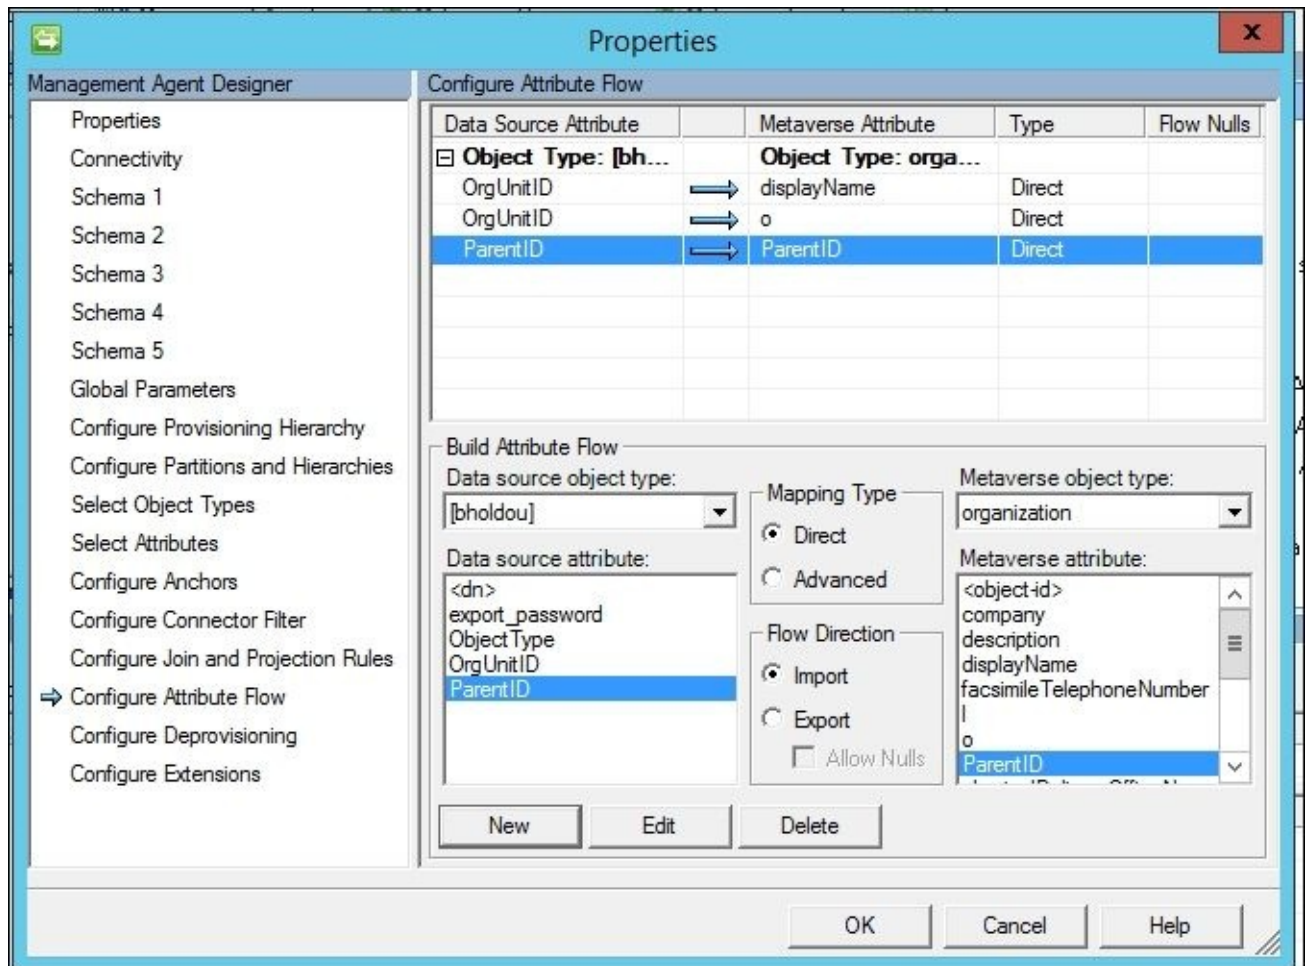 Properties
x
Management Agent Designer
Properties
Connectivity
Schema 1
Schema 2
Schema 3
Schema 4
Schema 5
Global Parameters
Configure Provisioning Hierarchy
Configure Partitions and Hierarchies
Select Object Types
Select Attributes
Configure Anchors
Configure Connector Filter
Configure Join and Projection Rules
Configure Attribute Flow
Configure Deprovisioning
Configure Extensions
Configure Attribute Flow
Data Source Attribute Metaverse Attribute Type Flow Nulls
Object Type: [bh... Object Type: orga...
OrgUnitID displayName Direct
OrgUnitID o Direct
ParentID ParentID Direct
Build Attribute Flow
Data source object type:
[bholdou]
Data source attribute:
<dn>
export_password
ObjectType
OrgUnitID
ParentID
Mapping Type
Direct
Advanced
Flow Direction
Import
Export
Allow Nulls
Metaverse object type:
organization
Metaverse attribute:
<object-id>
company
description
displayName
facsimileTelephoneNumber
l
o
ParentID
New Edit Delete
OK Cancel Help